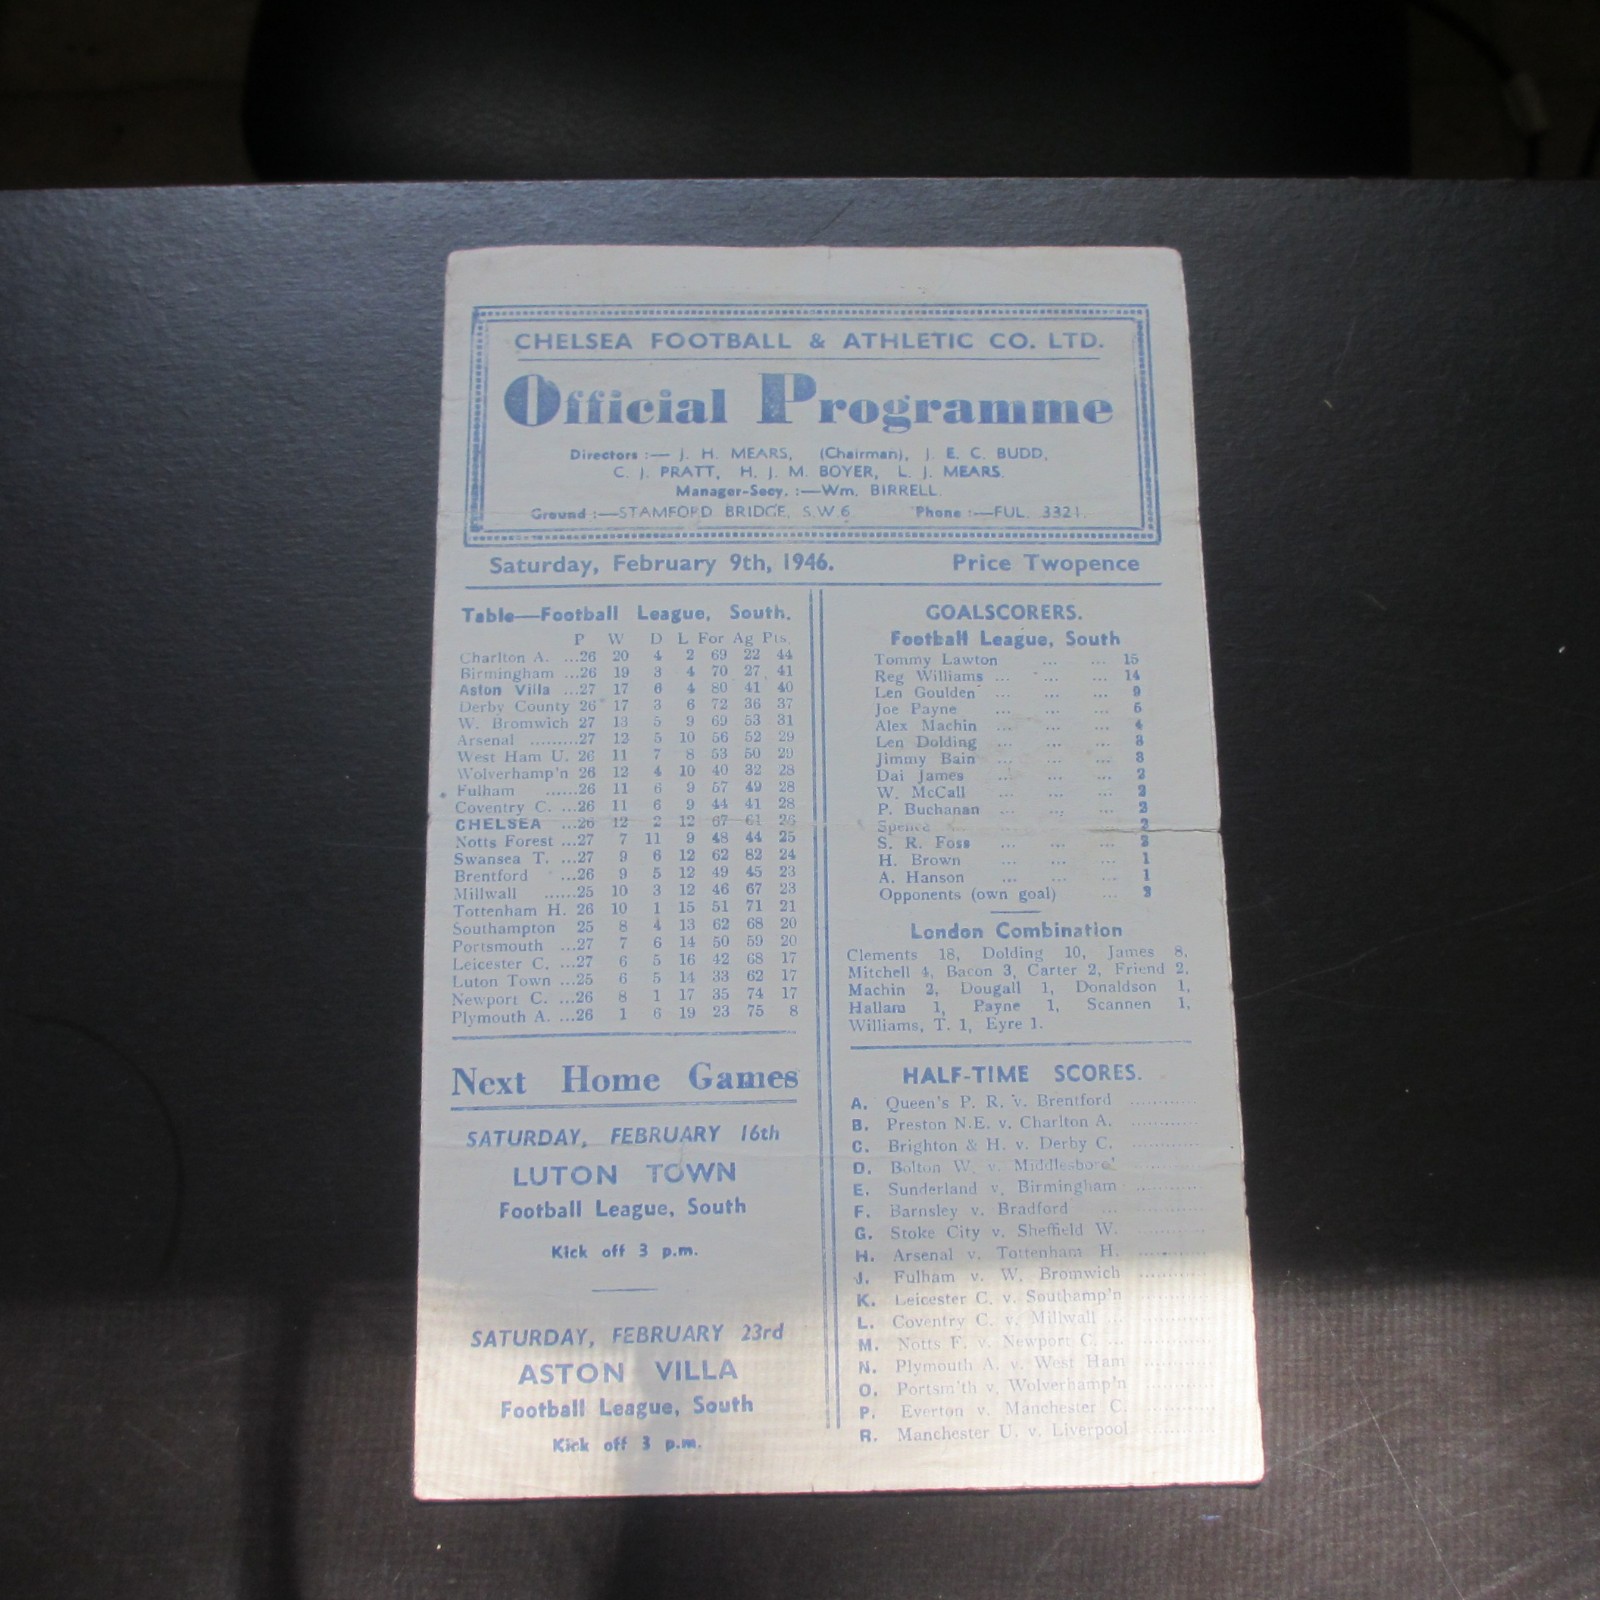 CHELSEA FOOTBALL & ATHLETIC CO. LTD.
Official Programme
Directors :— J. H. MEARS, (Chairman), J. E. C. BUDD,
C. J. PRATT, H. J. M. BOYER, L. J. MEARS.
Manager-Secy. :—Wm. BIRRELL.
Ground :—STAMFORD BRIDGE, S.W.6 Phone :—FUL. 3321.
Saturday, February 9th, 1946. Price Twopence
Table—Football League, South.
P W D L For Ag Pts.
Charlton A. ...26 20 4 2 69 22 44
Birmingham ...26 19 3 4 70 27 41
Aston Villa ...27 17 6 4 80 41 40
Derby County 26 17 3 6 72 36 37
W. Bromwich 27 13 5 9 69 53 31
Arsenal .........27 12 5 10 56 52 29
West Ham U. 26 11 7 8 53 50 29
Wolverhamp'n 26 12 4 10 40 32 28
Fulham ......26 11 6 9 57 49 28
Coventry C. ...26 11 6 9 44 41 28
CHELSEA ...26 12 2 12 67 61 26
Notts Forest ...27 7 11 9 48 44 25
Swansea T. ...27 9 6 12 62 82 24
Brentford ...26 9 5 12 49 45 23
Millwall ......25 10 3 12 46 67 23
Tottenham H. 26 10 1 15 51 71 21
Southampton 25 8 4 13 62 68 20
Portsmouth ...27 7 6 14 50 59 20
Leicester C. ...27 6 5 16 42 68 17
Luton Town ...25 6 5 14 33 62 17
Newport C. ...26 8 1 17 35 74 17
Plymouth A. ...26 1 6 19 23 75 8
Next Home Games
SATURDAY, FEBRUARY 16th
LUTON TOWN
Football League, South
Kick off 3 p.m.
SATURDAY, FEBRUARY 23rd
ASTON VILLA
Football League, South
Kick off 3 p.m.
GOALSCORERS.
Football League, South
Tommy Lawton ... ... 15
Reg Williams ... ... ... 14
Len Goulden ... ... ... 9
Joe Payne ... ... ...
Alex Machin ... ... ... 4
Len Dolding ... ... ... 3
Jimmy Bain ... ... ... 3
Dai James ... ... ... 2
W. McCall ... ... ... 2
P. Buchanan ... ... 2
Spence ... ... ... 2
S. R. Foss ... ... ... 2
H. Brown ... ... ... 1
A. Hanson ... ... ... 1
Opponents (own goal) ...
London Combination
Clements 18, Dolding 10, James 8,
Mitchell 4, Bacon 3, Carter 2, Friend 2,
Machin 2, Dougall 1, Donaldson 1,
Hallam 1, Payne 1, Scannen 1,
Williams, T. 1, Eyre 1.
HALF-TIME SCORES.
A. Queen's P. R. v. Brentford ............
B. Preston N.E. v. Charlton A. ............
C. Brighton & H. v. Derby C. ............
D. Bolton W. v. Middlesboro' ............
E. Sunderland v. Birmingham ............
F. Barnsley v. Bradford ... ............
G. Stoke City v. Sheffield W. ............
H. Arsenal v. Tottenham H. ............
J. Fulham v. W. Bromwich ............
K. Leicester C. v. Southamp'n ............
L. Coventry C. v. Millwall ... ............
M. Notts F. v. Newport C. ... ............
N. Plymouth A. v. West Ham ............
O. Portsm'th v. Wolverhamp'n ............
P. Everton v. Manchester C. ............
R. Manchester U. v. Liverpool ............